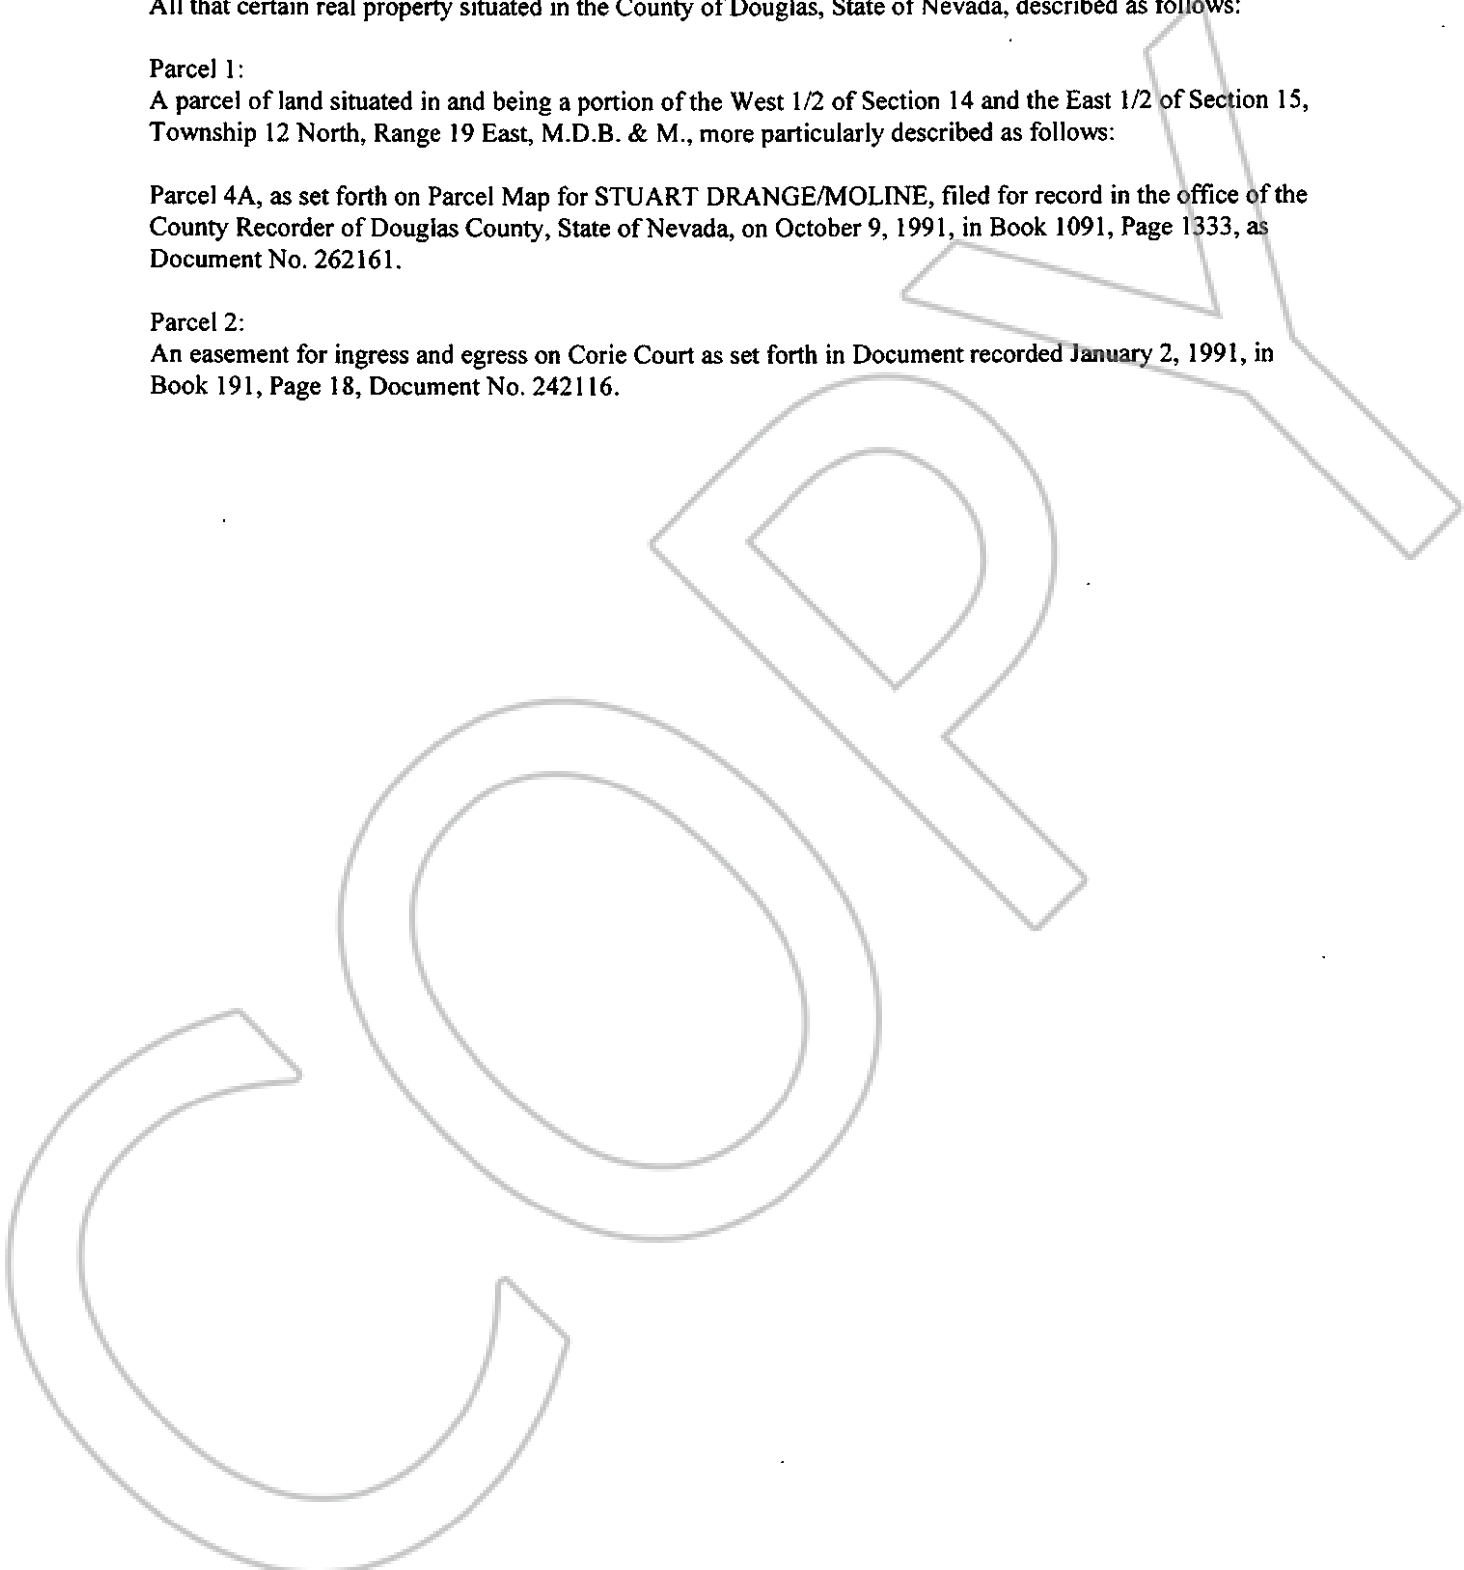 All that certain real property situated in the County of Douglas, State of Nevada, described as follows:
Parcel 1:
A parcel of land situated in and being a portion of the West 1/2 of Section 14 and the East 1/2 of Section 15,
Township 12 North, Range 19 East, M.D.B. & M., more particularly described as follows:
Parcel 4A, as set forth on Parcel Map for STUART DRANGE/MOLINE, filed for record in the office of the
County Recorder of Douglas County, State of Nevada, on October 9, 1991, in Book 1091, Page 1333, as
Document No. 262161.
Parcel 2:
An easement for ingress and egress on Corie Court as set forth in Document recorded January 2, 1991, in
Book 191, Page 18, Document No. 242116.
COPY